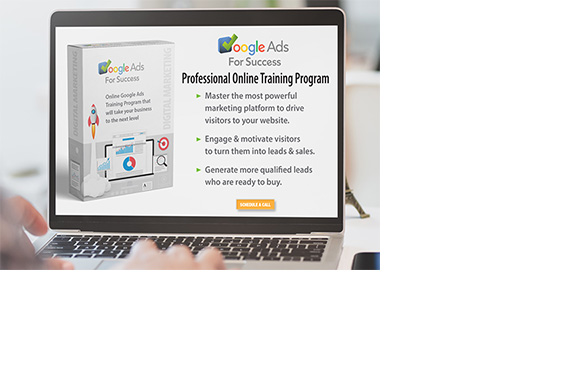 DIGITAL MARKETING
Google Ads
For Success
Online Google Ads
Training Program that
will take your business
to the next level
DIGITAL MARKETING
Google Ads
For Success
Professional Online Training Program
► Master the most powerful
marketing platform to drive
visitors to your website.
► Engage & motivate visitors
to turn them into leads & sales.
► Generate more qualified leads
who are ready to buy.
SCHEDULE A CALL